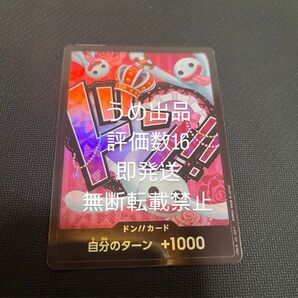 ドン!!
うめ出品
評価数16
即発送
無断転載禁止
ドン!!カード
自分のターン +1000